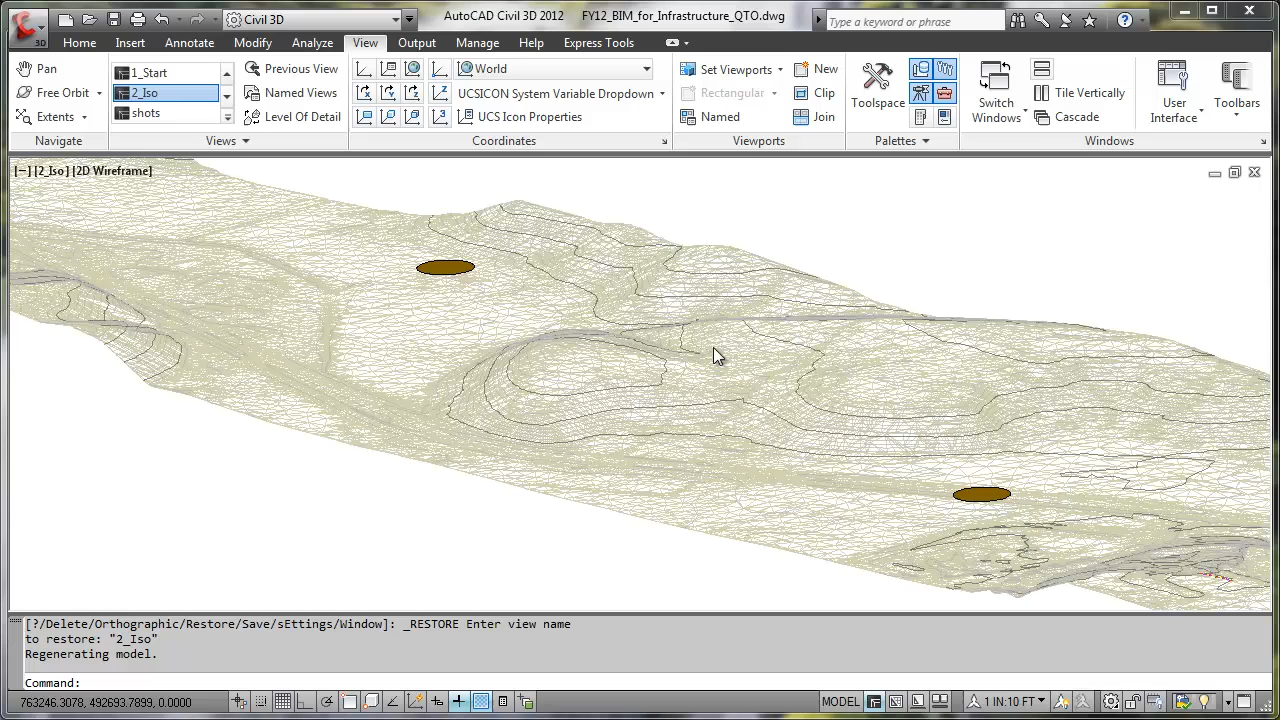 Civil 3D
AutoCAD Civil 3D 2012 FY12_BIM_for_Infrastructure_QTO.dwg
Type a keyword or phrase
3D
Home Insert Annotate Modify Analyze View Output Manage Help Express Tools
Pan
Free Orbit
Extents
Navigate
1_Start
2_Iso
shots
Previous View
Named Views
Level Of Detail
Views
World
UCSICON System Variable Dropdown
UCS Icon Properties
Coordinates
Set Viewports
Rectangular
Named
New
Clip
Join
Viewports
Toolspace
Palettes
Switch
Windows
Tile Vertically
Cascade
User
Interface
Toolbars
Windows
[−] [2_Iso] [2D Wireframe]
[?/Delete/Orthographic/Restore/Save/sEttings/Window]: _RESTORE Enter view name
to restore: "2_Iso"
Regenerating model.
Command:
763246.3078, 492693.7899, 0.0000
MODEL
1 IN:10 FT